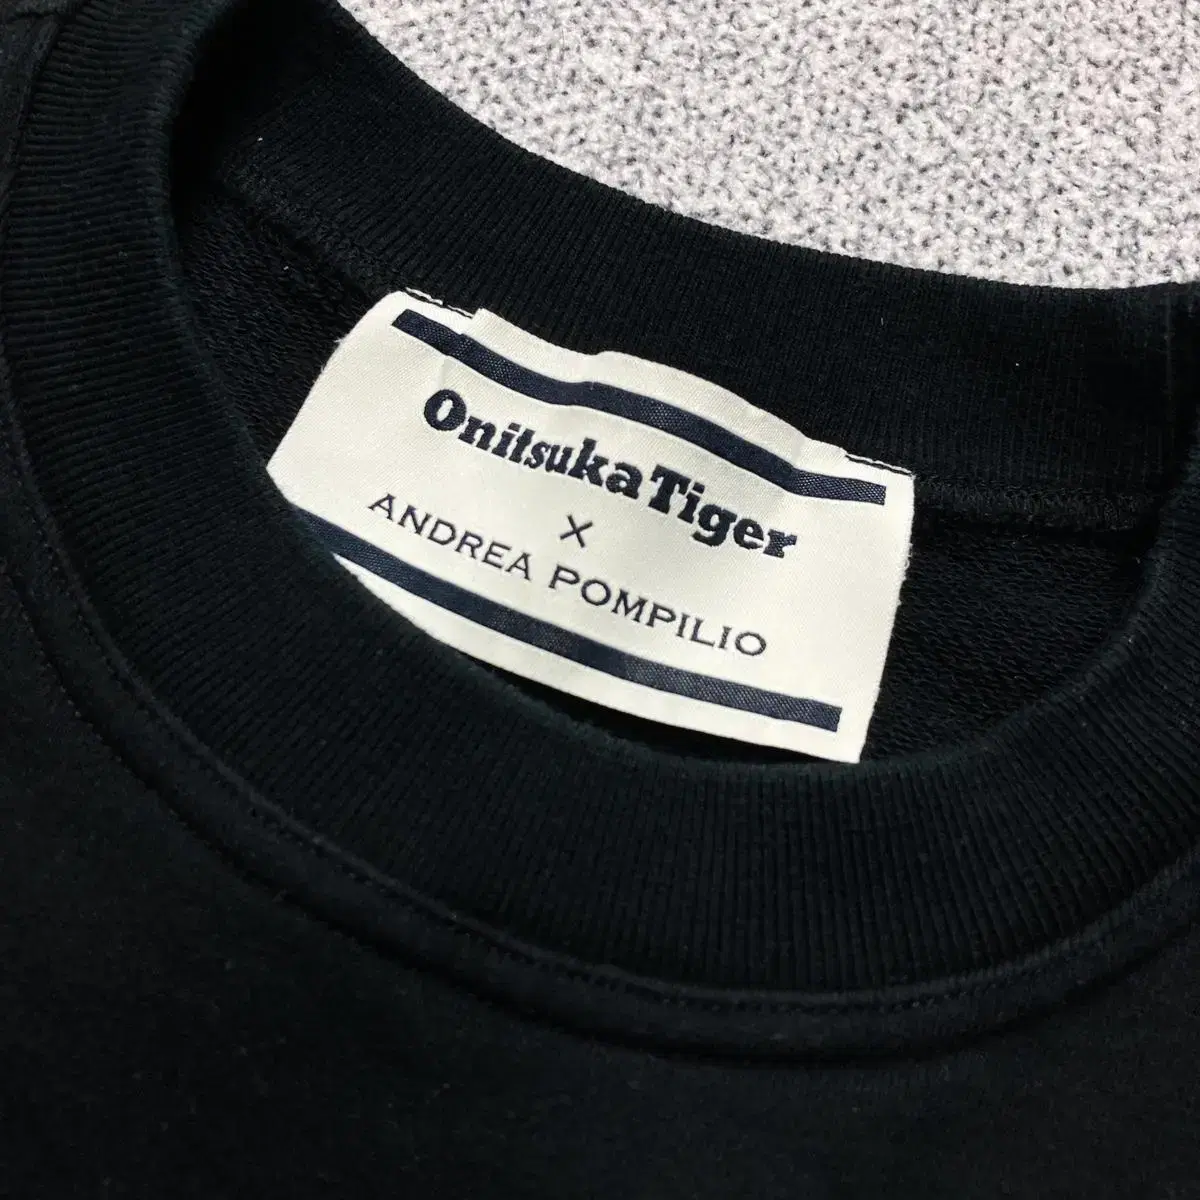 Onitsuka Tiger
X
ANDREA POMPILIO